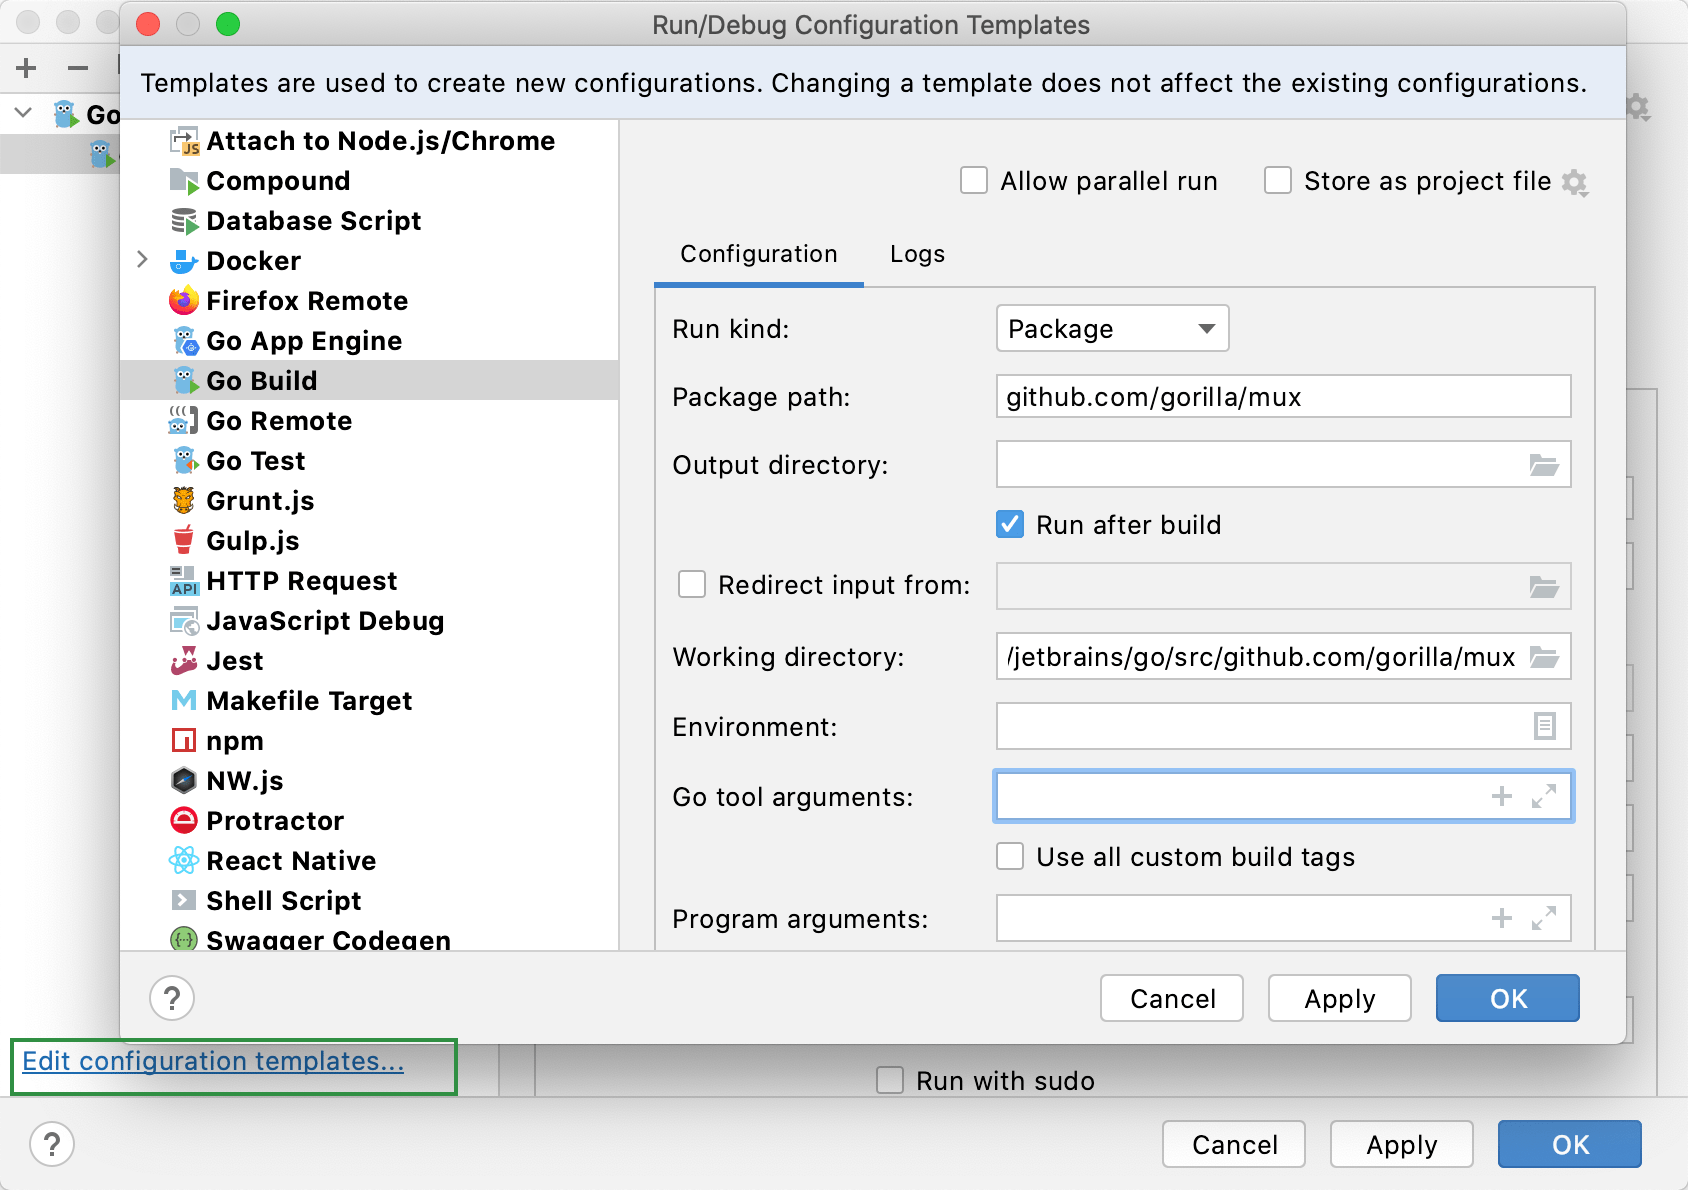 Run/Debug Configuration Templates
Templates are used to create new configurations. Changing a template does not affect the existing configurations.
Go
Attach to Node.js/Chrome
Compound
Database Script
Docker
Firefox Remote
Go App Engine
Go Build
Go Remote
Go Test
Grunt.js
Gulp.js
API
HTTP Request
JavaScript Debug
Jest
Makefile Target
npm
NW.js
Protractor
React Native
Shell Script
Swagger Codegen
Allow parallel run
Store as project file
Configuration
Logs
Run kind:
Package
Package path:
github.com/gorilla/mux
Output directory:
Run after build
Redirect input from:
Working directory:
/jetbrains/go/src/github.com/gorilla/mux
Environment:
Go tool arguments:
Use all custom build tags
Program arguments:
?
Cancel
Apply
OK
Edit configuration templates...
Run with sudo
?
Cancel
Apply
OK